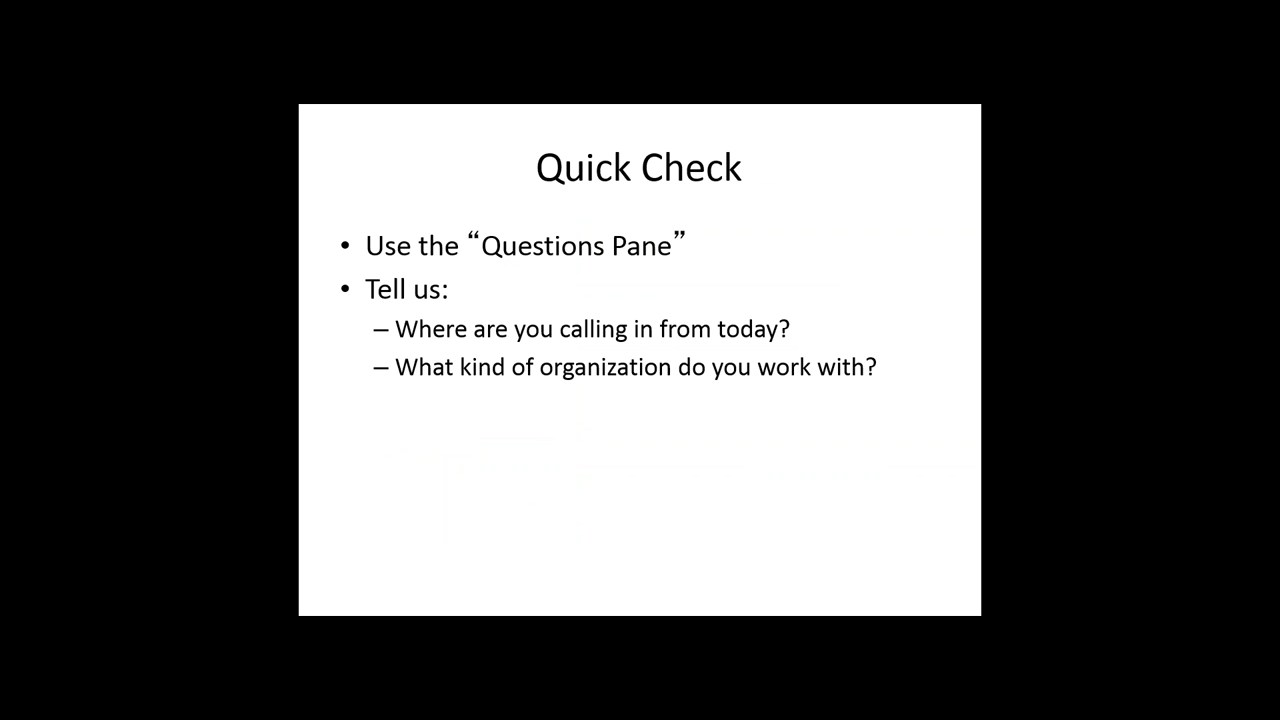 Quick Check
• Use the “Questions Pane”
• Tell us:
– Where are you calling in from today?
– What kind of organization do you work with?